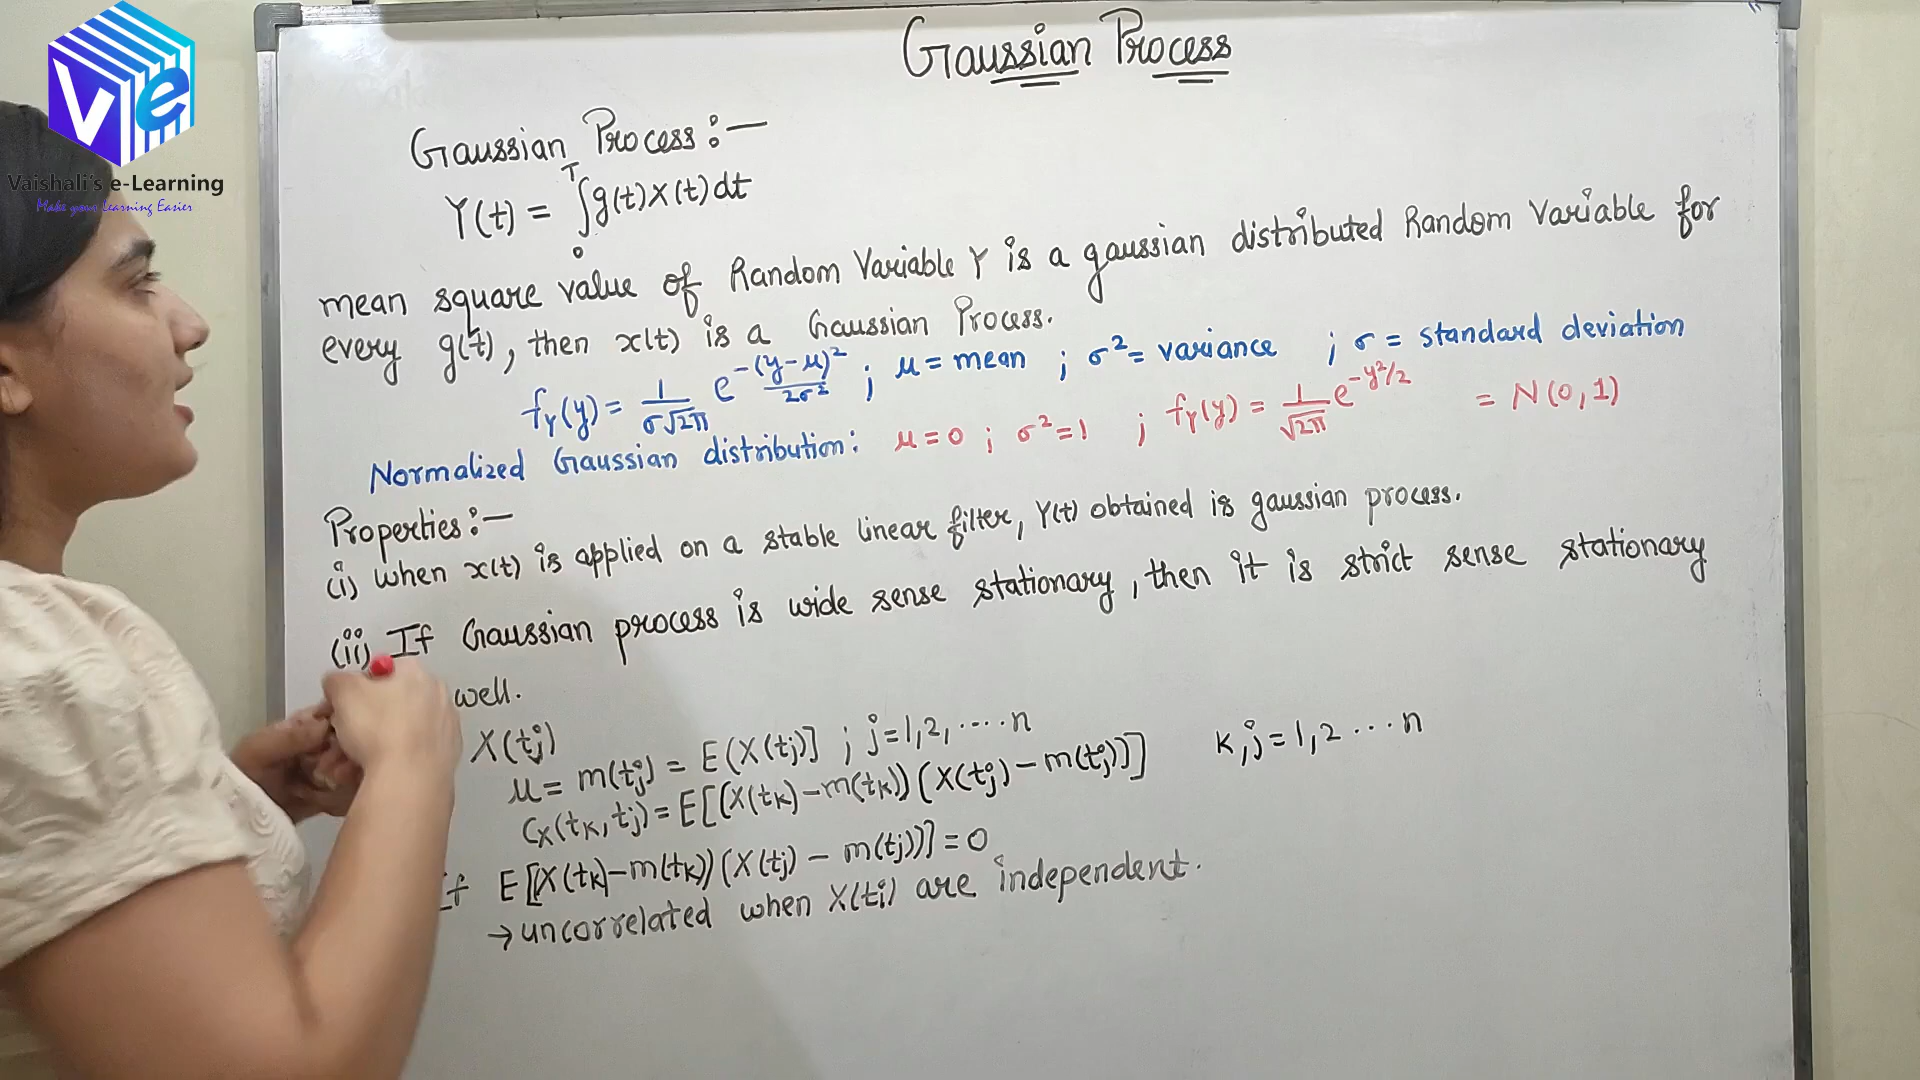 Ve
Vaishali's e-Learning
Make your Learning Easier
Gaussian Process
Gaussian Process:—
Y(t) = ∫₀ᵀ g(t)X(t)dt
mean square value of Random Variable Y is a gaussian distributed Random Variable for
every g(t), then x(t) is a Gaussian Process.
f_Y(y) = 1/(σ√2π) e^(-(y-μ)²/2σ²) ; μ = mean ; σ² = variance ; σ = standard deviation
Normalized Gaussian distribution: μ=0 ; σ²=1 ; f_Y(y) = 1/√2π e^(-y²/2) = N(0,1)
Properties:—
(i) when x(t) is applied on a stable linear filter, Y(t) obtained is gaussian process.
(ii) If Gaussian process is wide sense stationary, then it is strict sense stationary
well.
X(tj)
μ = m(tj) = E(X(tj)] ; j=1,2,....n
Cx(tk,tj) = E[(X(tk)-m(tk))(X(tj)-m(tj))] k,j=1,2...n
If E[(X(tk)-m(tk))(X(tj)-m(tj))]=0
→ uncorrelated when X(ti) are independent.